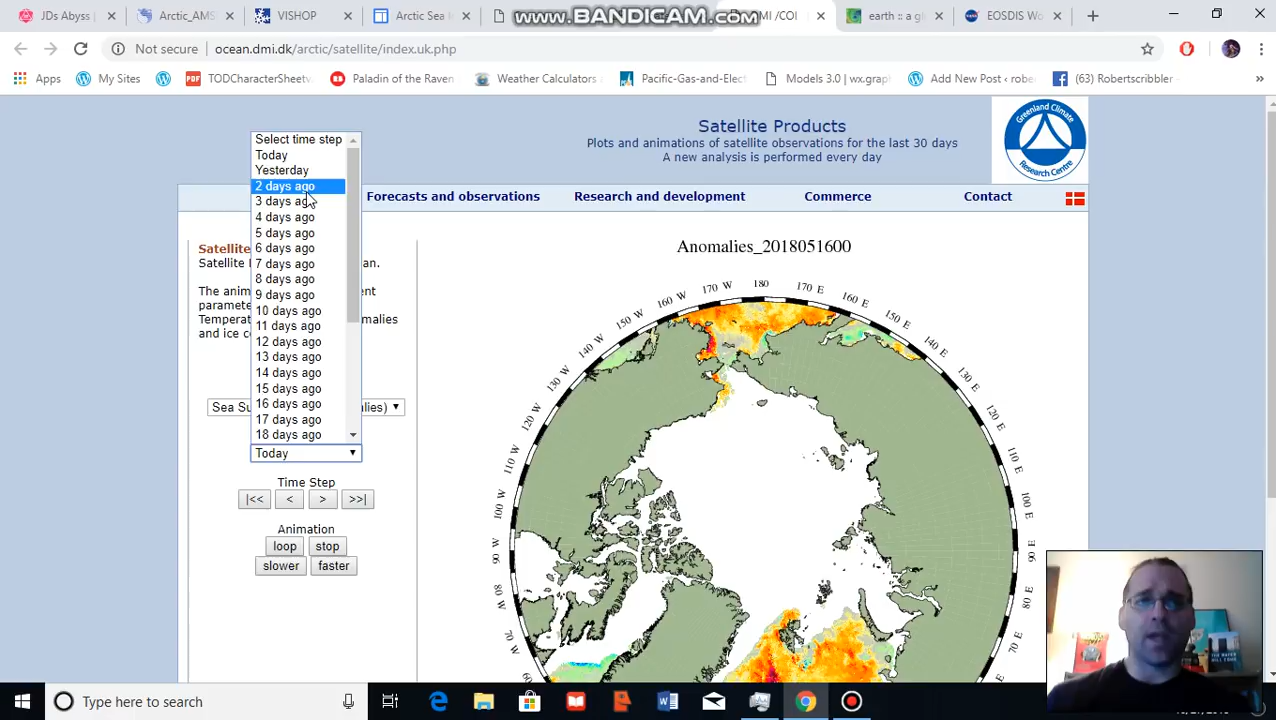 JDs Abyss
Arctic_AMS
VISHOP
Arctic Sea
www.BANDICAM.com
earth :: a gl
EOSDIS Wo
Not secure
ocean.dmi.dk/arctic/satellite/index.uk.php
Apps
My Sites
TODCharacterSheetv
Paladin of the Raven
Weather Calculators
Pacific-Gas-and-Elect
Models 3.0 | wx.grap
Add New Post ‹ robe
(63) Robertscribbler
Satellite Products
Plots and animations of satellite observations for the last 30 days
A new analysis is performed every day
Greenland Climate
Research Centre
Forecasts and observations
Research and development
Commerce
Contact
Select time step
Today
Yesterday
2 days ago
3 days ago
4 days ago
5 days ago
6 days ago
7 days ago
8 days ago
9 days ago
10 days ago
11 days ago
12 days ago
13 days ago
14 days ago
15 days ago
16 days ago
17 days ago
18 days ago
Today
Time Step
|<< < > >>|
Animation
loop stop
slower faster
Anomalies_2018051600
160 W 170 W 180 170 E 160 E
150 W 150 E
140 W 140 E
130 W 130 E
120 W 120 E
110 W 110 E
100 W 100 E
90 W
80 W 80 E
70 E
Type here to search